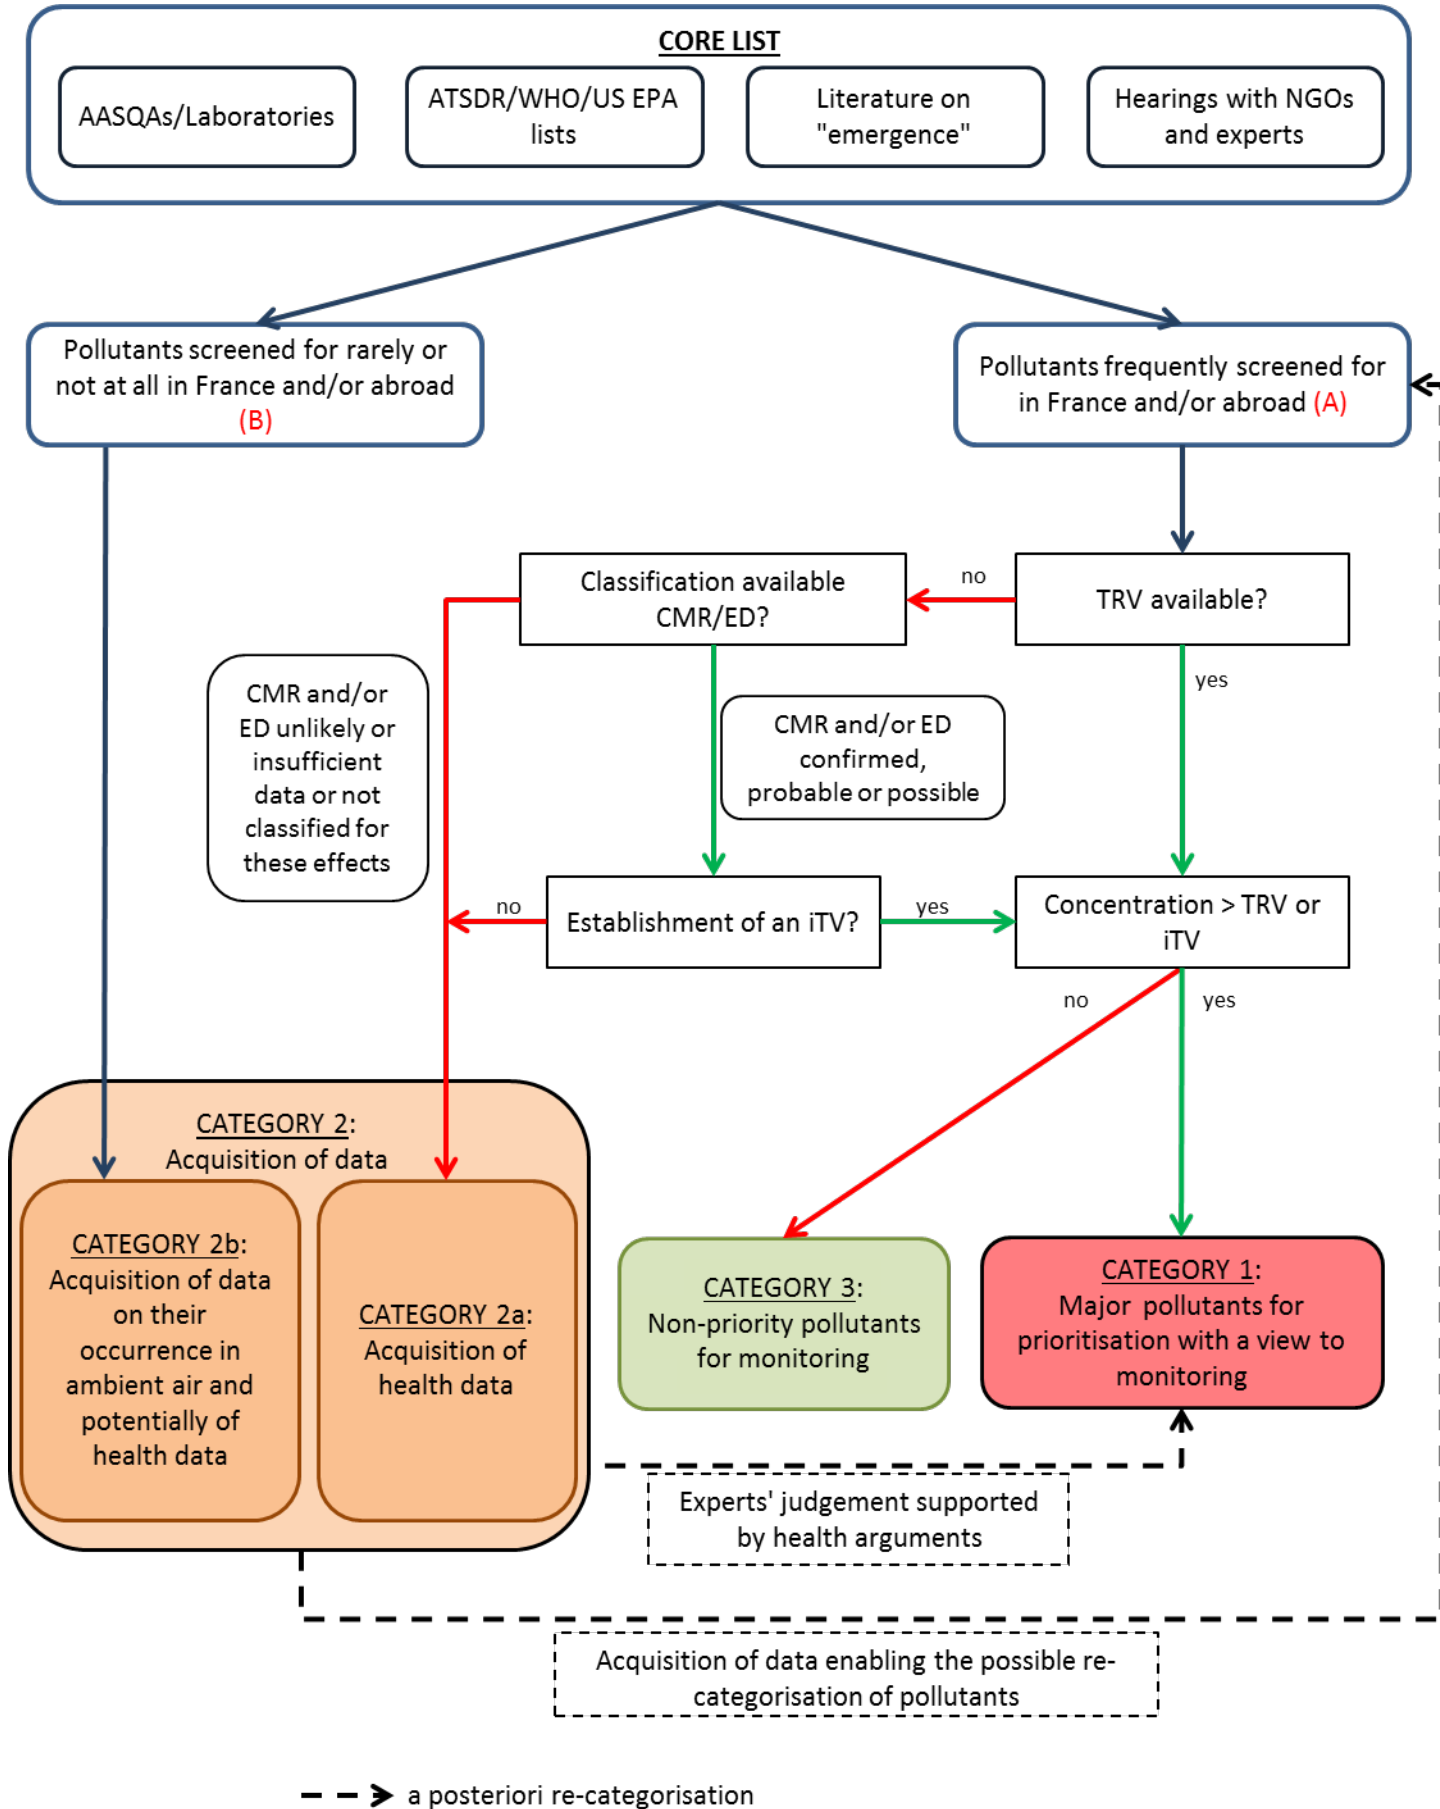 CORE LIST
AASQAs/Laboratories
ATSDR/WHO/US EPA
lists
Literature on
"emergence"
Hearings with NGOs
and experts
Pollutants screened for rarely or
not at all in France and/or abroad
(B)
Pollutants frequently screened for
in France and/or abroad (A)
Classification available
CMR/ED?
no
TRV available?
yes
CMR and/or
ED unlikely or
insufficient
data or not
classified for
these effects
CMR and/or ED
confirmed,
probable or possible
no
Establishment of an iTV?
yes
Concentration > TRV or
iTV
no
yes
CATEGORY 2:
Acquisition of data
CATEGORY 2b:
Acquisition of data
on their
occurrence in
ambient air and
potentially of
health data
CATEGORY 2a:
Acquisition of
health data
CATEGORY 3:
Non-priority pollutants
for monitoring
CATEGORY 1:
Major pollutants for
prioritisation with a view to
monitoring
Experts' judgement supported
by health arguments
Acquisition of data enabling the possible re-
categorisation of pollutants
a posteriori re-categorisation